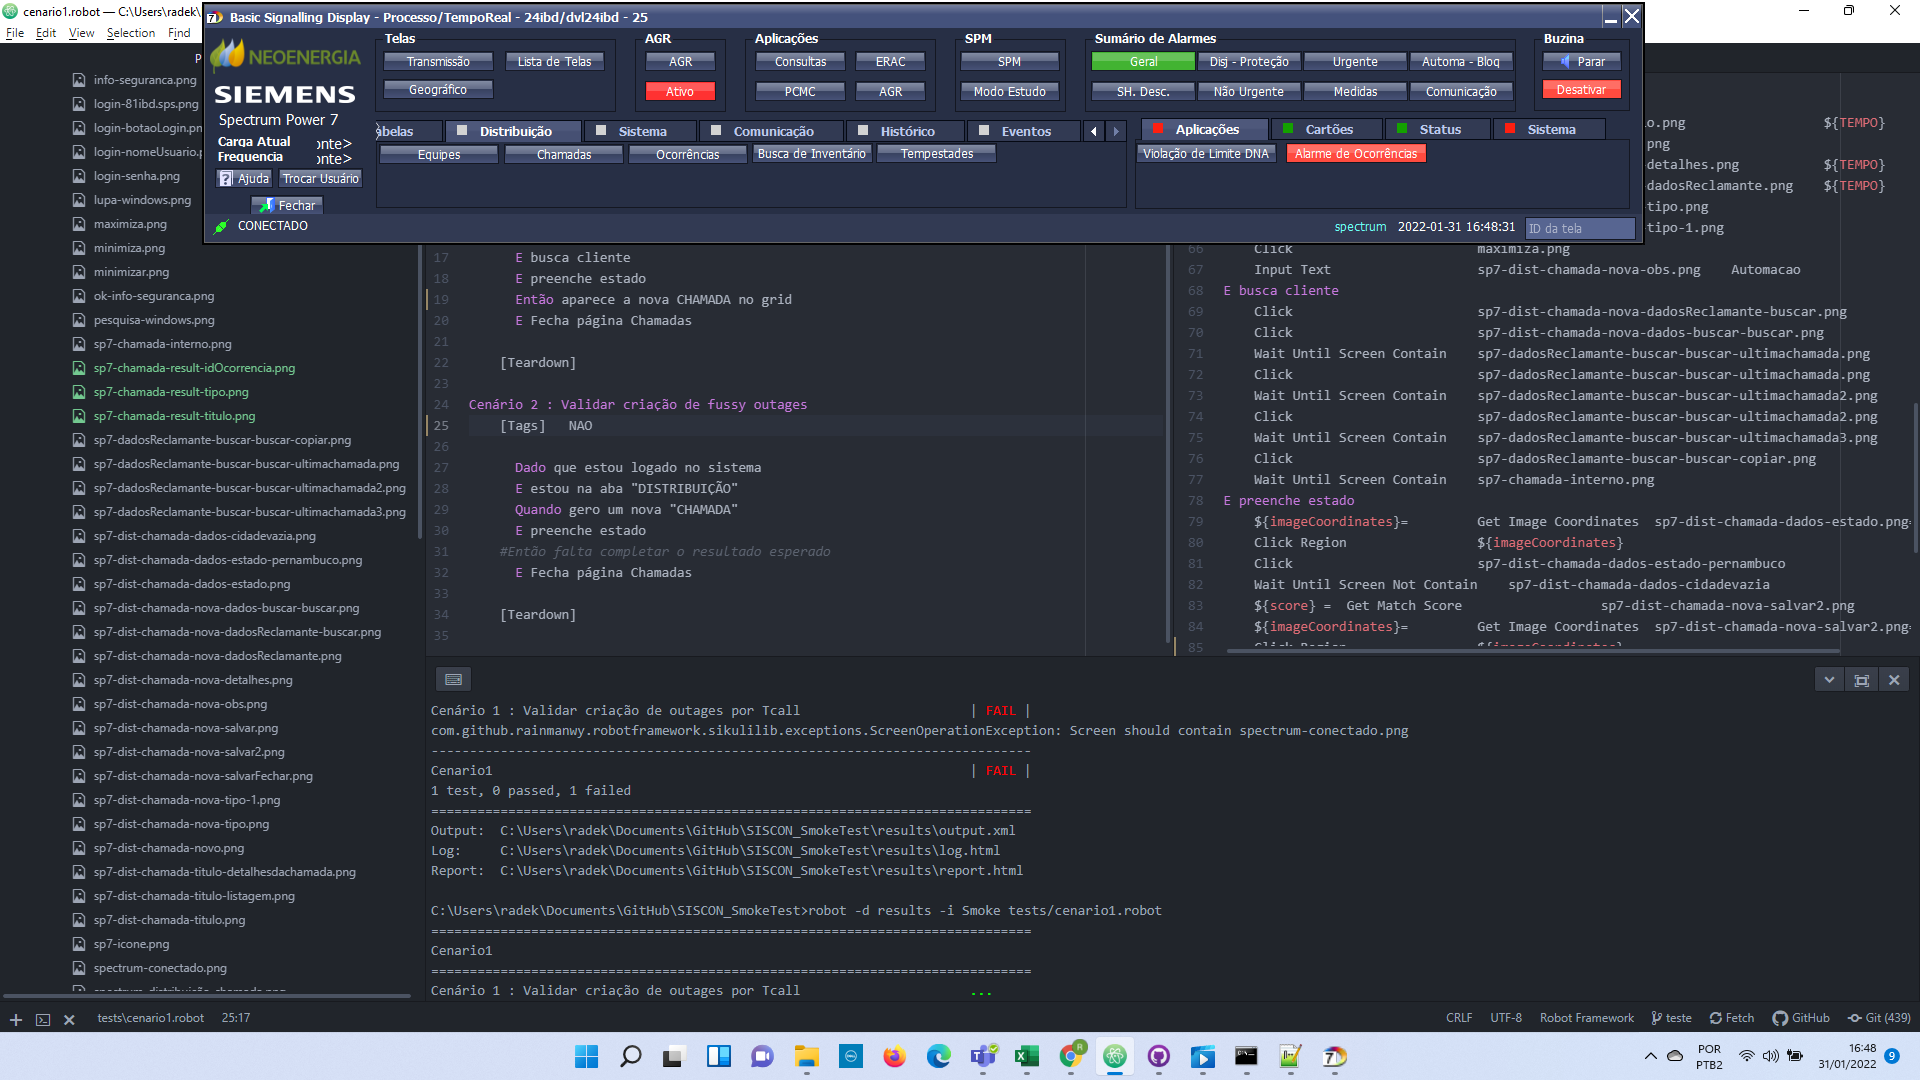 cenario1.robot — C:\Users\radek\
File Edit View Selection Find
P
info-seguranca.png
login-81ibd.sps.png
login-botaoLogin.pn
login-nomeUsuario.p
login-senha.png
lupa-windows.png
maximiza.png
minimiza.png
minimizar.png
ok-info-seguranca.png
pesquisa-windows.png
sp7-chamada-interno.png
sp7-chamada-result-idOcorrencia.png
sp7-chamada-result-tipo.png
sp7-chamada-result-titulo.png
sp7-dadosReclamante-buscar-buscar-copiar.png
sp7-dadosReclamante-buscar-buscar-ultimachamada.png
sp7-dadosReclamante-buscar-buscar-ultimachamada2.png
sp7-dadosReclamante-buscar-buscar-ultimachamada3.png
sp7-dist-chamada-dados-cidadevazia.png
sp7-dist-chamada-dados-estado-pernambuco.png
sp7-dist-chamada-dados-estado.png
sp7-dist-chamada-nova-dados-buscar-buscar.png
sp7-dist-chamada-nova-dadosReclamante-buscar.png
sp7-dist-chamada-nova-dadosReclamante.png
sp7-dist-chamada-nova-detalhes.png
sp7-dist-chamada-nova-obs.png
sp7-dist-chamada-nova-salvar.png
sp7-dist-chamada-nova-salvar2.png
sp7-dist-chamada-nova-salvarFechar.png
sp7-dist-chamada-nova-tipo-1.png
sp7-dist-chamada-nova-tipo.png
sp7-dist-chamada-novo.png
sp7-dist-chamada-titulo-detalhesdachamada.png
sp7-dist-chamada-titulo-listagem.png
sp7-dist-chamada-titulo.png
sp7-icone.png
spectrum-conectado.png
Basic Signalling Display - Processo/TempoReal - 24ibd/dvl24ibd - 25
NEOENERGIA
SIEMENS
Spectrum Power 7
Carga Atual onte>
Frequencia onte>
Ajuda Trocar Usuário
Fechar
CONECTADO
Telas
Transmissão Lista de Telas
Geográfico
AGR
AGR
Ativo
Aplicações
Consultas ERAC
PCMC AGR
SPM
SPM
Modo Estudo
Sumário de Alarmes
Geral Disj - Proteção Urgente Automa - Bloq
SH. Desc. Não Urgente Medidas Comunicação
Buzina
Parar
Desativar
abelas Distribuição Sistema Comunicação Histórico Eventos
Equipes Chamadas Ocorrências Busca de Inventário Tempestades
Aplicações Cartões Status Sistema
Violação de Limite DNA Alarme de Ocorrências
spectrum 2022-01-31 16:48:31 ID da tela
17 E busca cliente
18 E preenche estado
19 Então aparece a nova CHAMADA no grid
20 E Fecha página Chamadas
21
22 [Teardown]
23
24 Cenário 2 : Validar criação de fussy outages
25 [Tags] NAO
26
27 Dado que estou logado no sistema
28 E estou na aba "DISTRIBUIÇÃO"
29 Quando gero um nova "CHAMADA"
30 E preenche estado
31 #Então falta completar o resultado esperado
32 E Fecha página Chamadas
33
34 [Teardown]
35
o.png ${TEMPO}
png
detalhes.png ${TEMPO}
dadosReclamante.png ${TEMPO}
tipo.png
tipo-1.png
66 Click maximiza.png
67 Input Text sp7-dist-chamada-nova-obs.png Automacao
68 E busca cliente
69 Click sp7-dist-chamada-nova-dadosReclamante-buscar.png
70 Click sp7-dist-chamada-nova-dados-buscar-buscar.png
71 Wait Until Screen Contain sp7-dadosReclamante-buscar-buscar-ultimachamada.png
72 Click sp7-dadosReclamante-buscar-buscar-ultimachamada.png
73 Wait Until Screen Contain sp7-dadosReclamante-buscar-buscar-ultimachamada2.png
74 Click sp7-dadosReclamante-buscar-buscar-ultimachamada2.png
75 Wait Until Screen Contain sp7-dadosReclamante-buscar-buscar-ultimachamada3.png
76 Click sp7-dadosReclamante-buscar-buscar-copiar.png
77 Wait Until Screen Contain sp7-chamada-interno.png
78 E preenche estado
79 ${imageCoordinates}= Get Image Coordinates sp7-dist-chamada-dados-estado.png=
80 Click Region ${imageCoordinates}
81 Click sp7-dist-chamada-dados-estado-pernambuco
82 Wait Until Screen Not Contain sp7-dist-chamada-dados-cidadevazia
83 ${score} = Get Match Score sp7-dist-chamada-nova-salvar2.png
84 ${imageCoordinates}= Get Image Coordinates sp7-dist-chamada-nova-salvar2.png=
85
Cenário 1 : Validar criação de outages por Tcall | FAIL |
com.github.rainmanwy.robotframework.sikulilib.exceptions.ScreenOperationException: Screen should contain spectrum-conectado.png
------------------------------------------------------------------------------
Cenario1 | FAIL |
1 test, 0 passed, 1 failed
==============================================================================
Output: C:\Users\radek\Documents\GitHub\SISCON_SmokeTest\results\output.xml
Log: C:\Users\radek\Documents\GitHub\SISCON_SmokeTest\results\log.html
Report: C:\Users\radek\Documents\GitHub\SISCON_SmokeTest\results\report.html
C:\Users\radek\Documents\GitHub\SISCON_SmokeTest>robot -d results -i Smoke tests/cenario1.robot
==============================================================================
Cenario1
==============================================================================
Cenário 1 : Validar criação de outages por Tcall ...
tests\cenario1.robot 25:17
CRLF UTF-8 Robot Framework teste Fetch GitHub Git (439)
POR
PTB2
16:48
31/01/2022
9